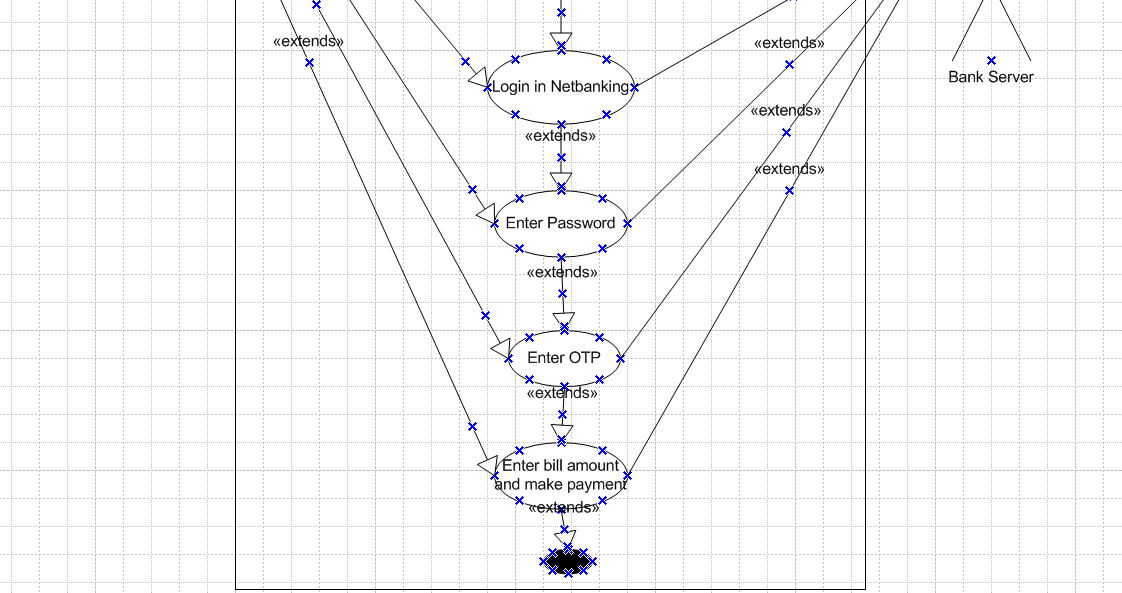 «extends»
«extends»
Login in Netbanking
Bank Server
«extends»
«extends»
«extends»
Enter Password
«extends»
Enter OTP
«extends»
Enter bill amount
and make payment
«extends»